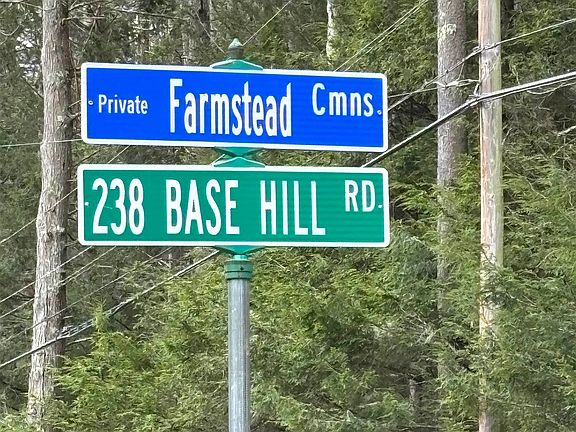 Private Farmstead Cmns
238 BASE HILL RD